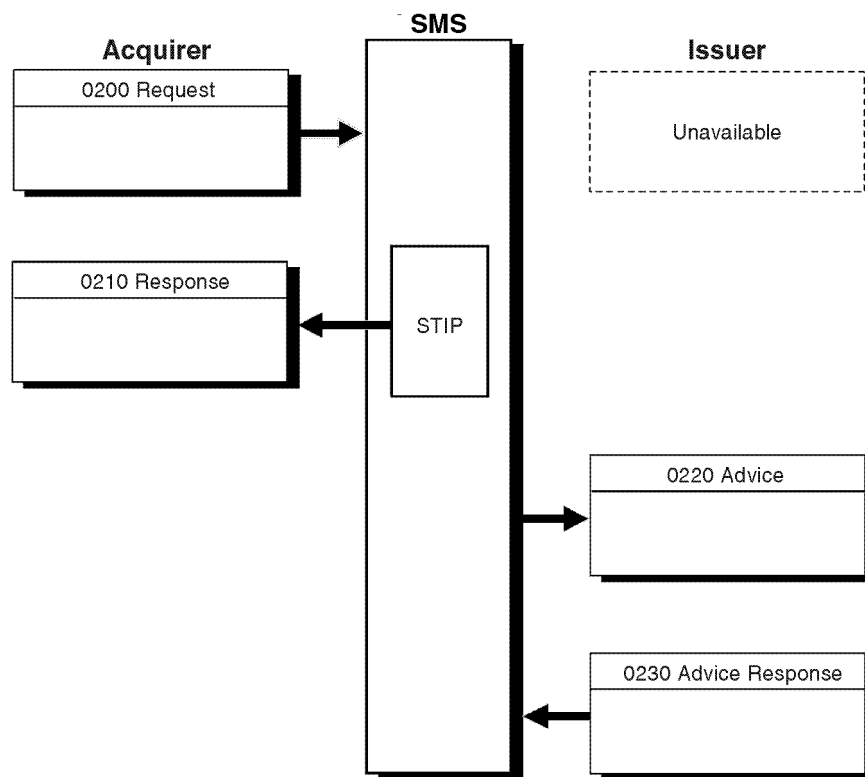 SMS
Acquirer
Issuer
0200 Request
Unavailable
0210 Response
STIP
0220 Advice
0230 Advice Response